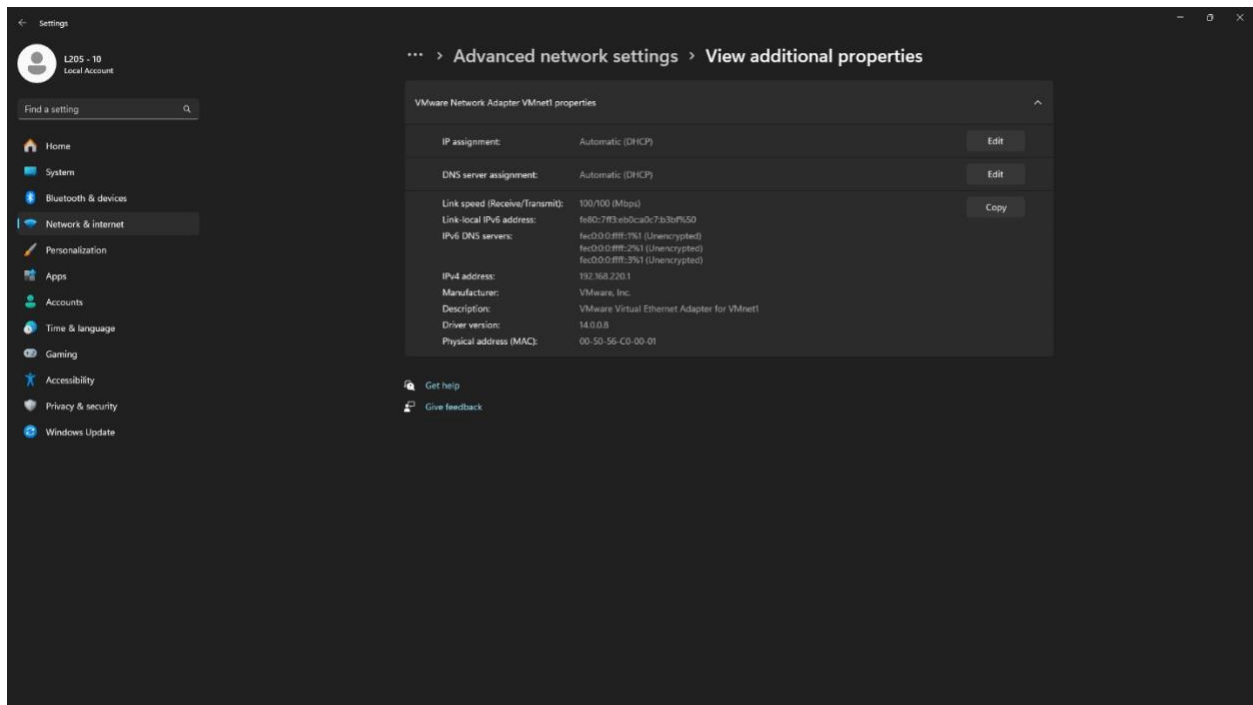 Settings
L205 - 10
Local Account
Find a setting
Home
System
Bluetooth & devices
Network & internet
Personalization
Apps
Accounts
Time & language
Gaming
Accessibility
Privacy & security
Windows Update
... > Advanced network settings > View additional properties
VMware Network Adapter VMnet1 properties
IP assignment: Automatic (DHCP) Edit
DNS server assignment: Automatic (DHCP) Edit
Link speed (Receive/Transmit): 100/100 (Mbps) Copy
Link-local IPv6 address: fe80::7ff3:eb0c:a0c7:b3bf%50
IPv6 DNS servers: fec0:0:0:ffff::1%1 (Unencrypted)
fec0:0:0:ffff::2%1 (Unencrypted)
fec0:0:0:ffff::3%1 (Unencrypted)
IPv4 address: 192.168.220.1
Manufacturer: VMware, Inc.
Description: VMware Virtual Ethernet Adapter for VMnet1
Driver version: 14.0.0.8
Physical address (MAC): 00-50-56-C0-00-01
Get help
Give feedback